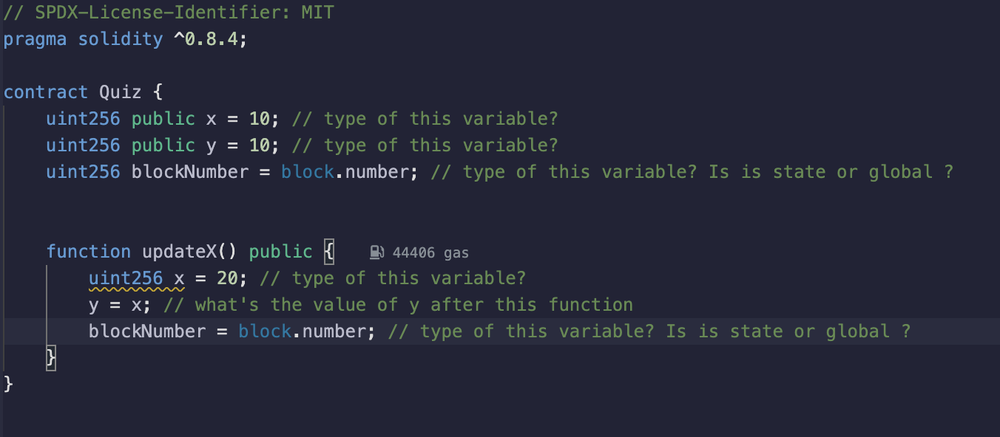 // SPDX-License-Identifier: MIT
pragma solidity ^0.8.4;
contract Quiz {
uint256 public x = 10; // type of this variable?
uint256 public y = 10; // type of this variable?
uint256 blockNumber = block.number; // type of this variable? Is is state or global ?
function updateX() public { 44406 gas
uint256 x = 20; // type of this variable?
y = x; // what's the value of y after this function
blockNumber = block.number; // type of this variable? Is is state or global ?
}
}